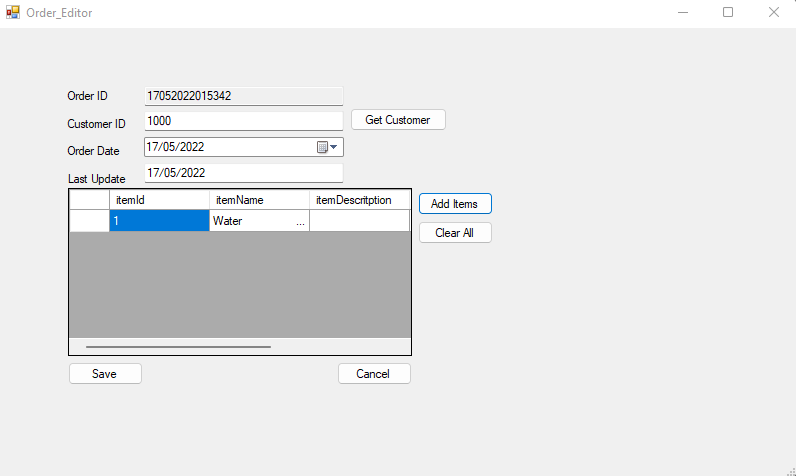 Order_Editor
Order ID 17052022015342
Customer ID 1000 Get Customer
Order Date 17/05/2022
Last Update 17/05/2022
itemId itemName itemDescritption Add Items
1 Water ...
Clear All
Save Cancel